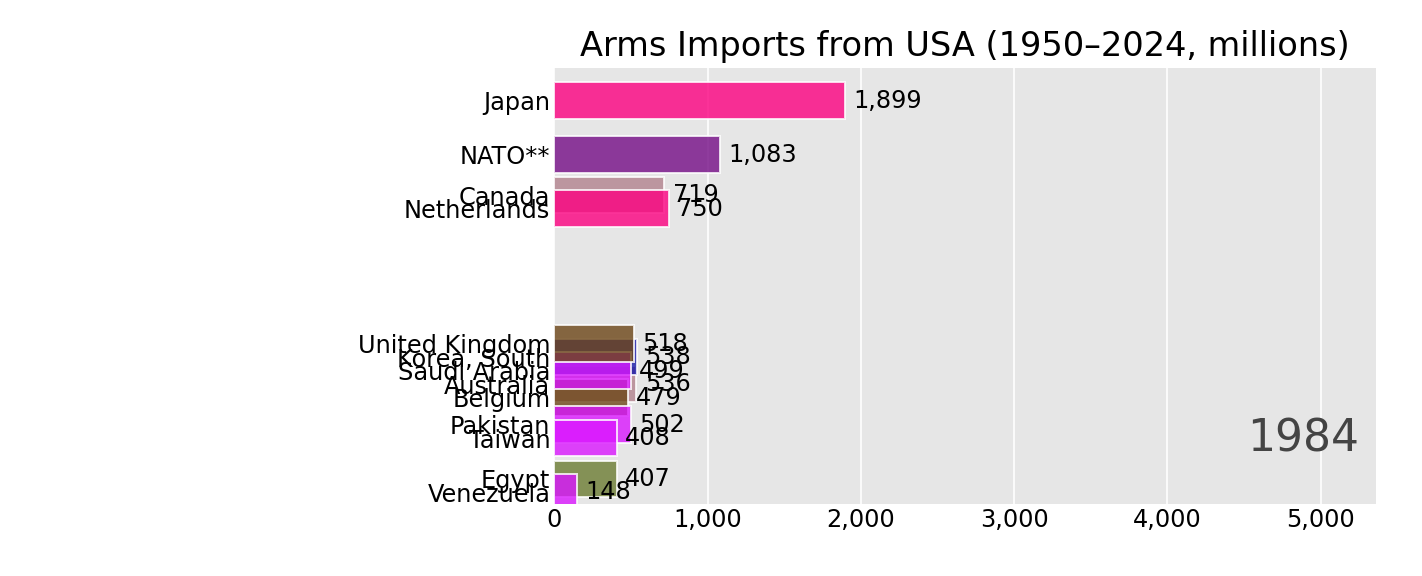 Arms Imports from USA (1950–2024, millions)
Japan 1,899
NATO** 1,083
Canada 719
Netherlands 750
United Kingdom 518
Korea, South 538
Saudi Arabia 499
Australia 536
Belgium 479
Pakistan 502
Taiwan 408
1984
Egypt 407
Venezuela 148
0 1,000 2,000 3,000 4,000 5,000